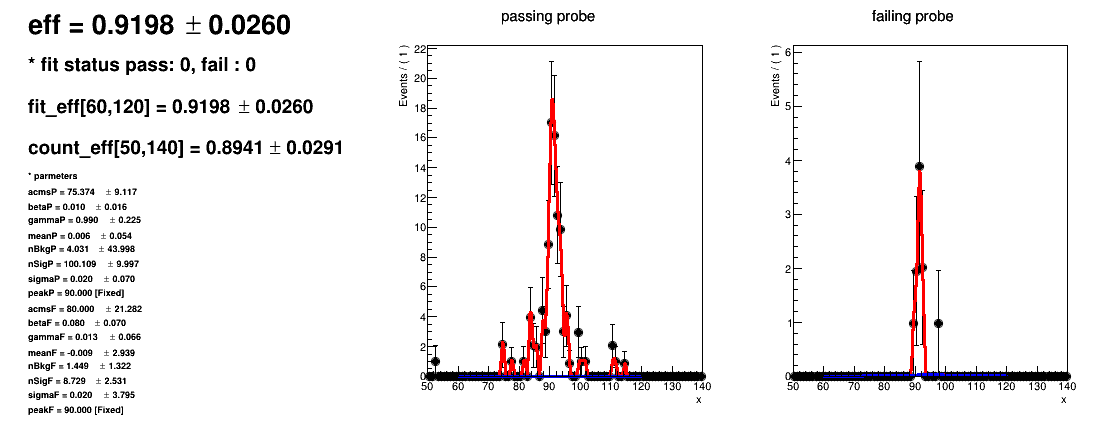 eff = 0.9198 ± 0.0260
* fit status pass: 0, fail : 0
fit_eff[60,120] = 0.9198 ± 0.0260
count_eff[50,140] = 0.8941 ± 0.0291
* parmeters
acmsP = 75.374 ± 9.117
betaP = 0.010 ± 0.016
gammaP = 0.990 ± 0.225
meanP = 0.006 ± 0.054
nBkgP = 4.031 ± 43.998
nSigP = 100.109 ± 9.997
sigmaP = 0.020 ± 0.070
peakP = 90.000 [Fixed]
acmsF = 80.000 ± 21.282
betaF = 0.080 ± 0.070
gammaF = 0.013 ± 0.066
meanF = -0.009 ± 2.939
nBkgF = 1.449 ± 1.322
nSigF = 8.729 ± 2.531
sigmaF = 0.020 ± 3.795
peakF = 90.000 [Fixed]
passing probe
Events / ( 1 )
22
20
18
16
14
12
10
8
6
4
2
0
50 60 70 80 90 100 110 120 130 140
x
failing probe
Events / ( 1 )
6
5
4
3
2
1
0
50 60 70 80 90 100 110 120 130 140
x